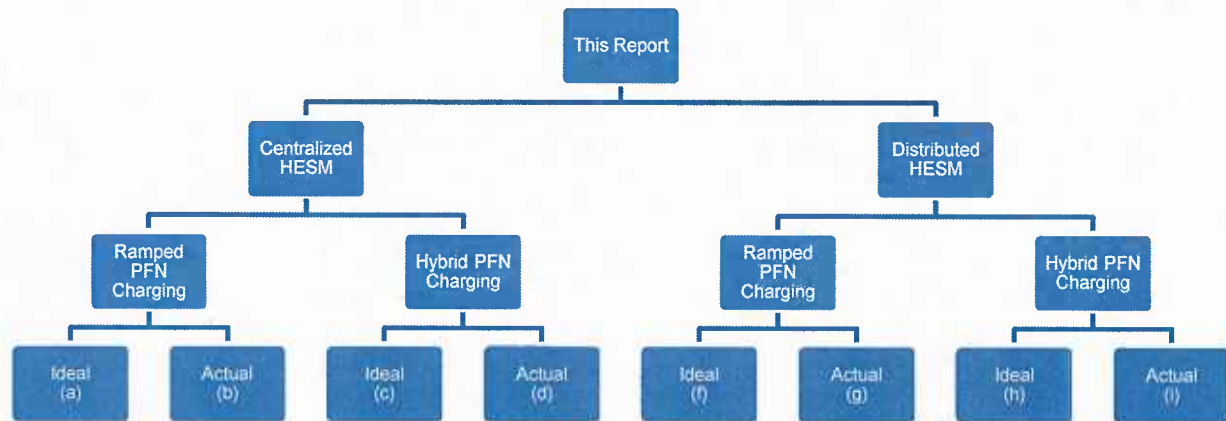 This Report
Centralized
HESM
Distributed
HESM
Ramped
PFN
Charging
Hybrid PFN
Charging
Ramped
PFN
Charging
Hybrid PFN
Charging
Ideal
(a)
Actual
(b)
Ideal
(c)
Actual
(d)
Ideal
(f)
Actual
(g)
Ideal
(h)
Actual
(i)